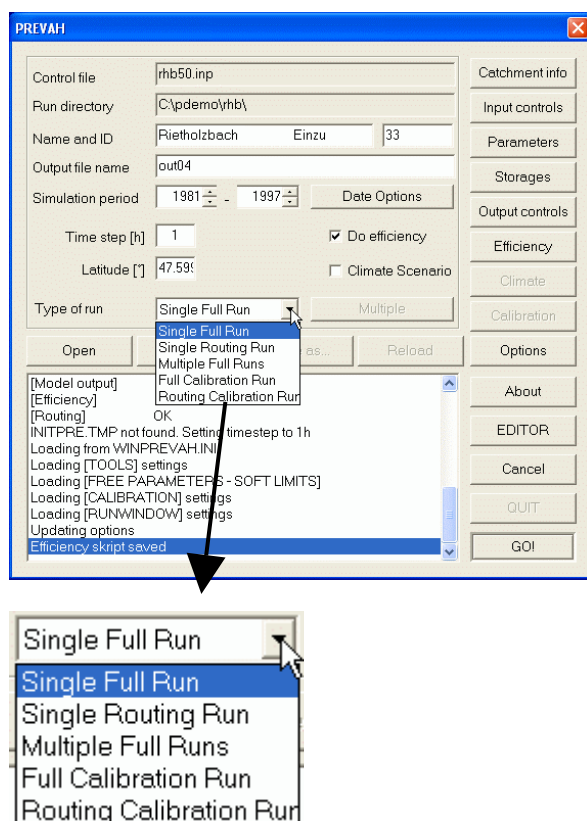 PREVAH
Control file rhb50.inp Catchment info
Run directory C:\pdemo\rhb\ Input controls
Name and ID Rietholzbach Einzu 33 Parameters
Output file name out04 Storages
Simulation period 1981 - 1997 Date Options Output controls
Time step [h] 1 Do efficiency Efficiency
Latitude [°] 47.599 Climate Scenario Climate
Type of run Single Full Run Multiple Calibration
Single Full Run
Single Routing Run
Multiple Full Runs
Full Calibration Run
Routing Calibration Run
Open as... Reload Options
[Model output]
[Efficiency] About
[Routing] OK
INITPRE.TMP not found. Setting timestep to 1h EDITOR
Loading from WINPREVAH.INI
Loading [TOOLS] settings Cancel
Loading [FREE PARAMETERS - SOFT LIMITS]
Loading [CALIBRATION] settings
Loading [RUNWINDOW] settings QUIT
Updating options
Efficiency skript saved GO!
Single Full Run
Single Full Run
Single Routing Run
Multiple Full Runs
Full Calibration Run
Routing Calibration Run